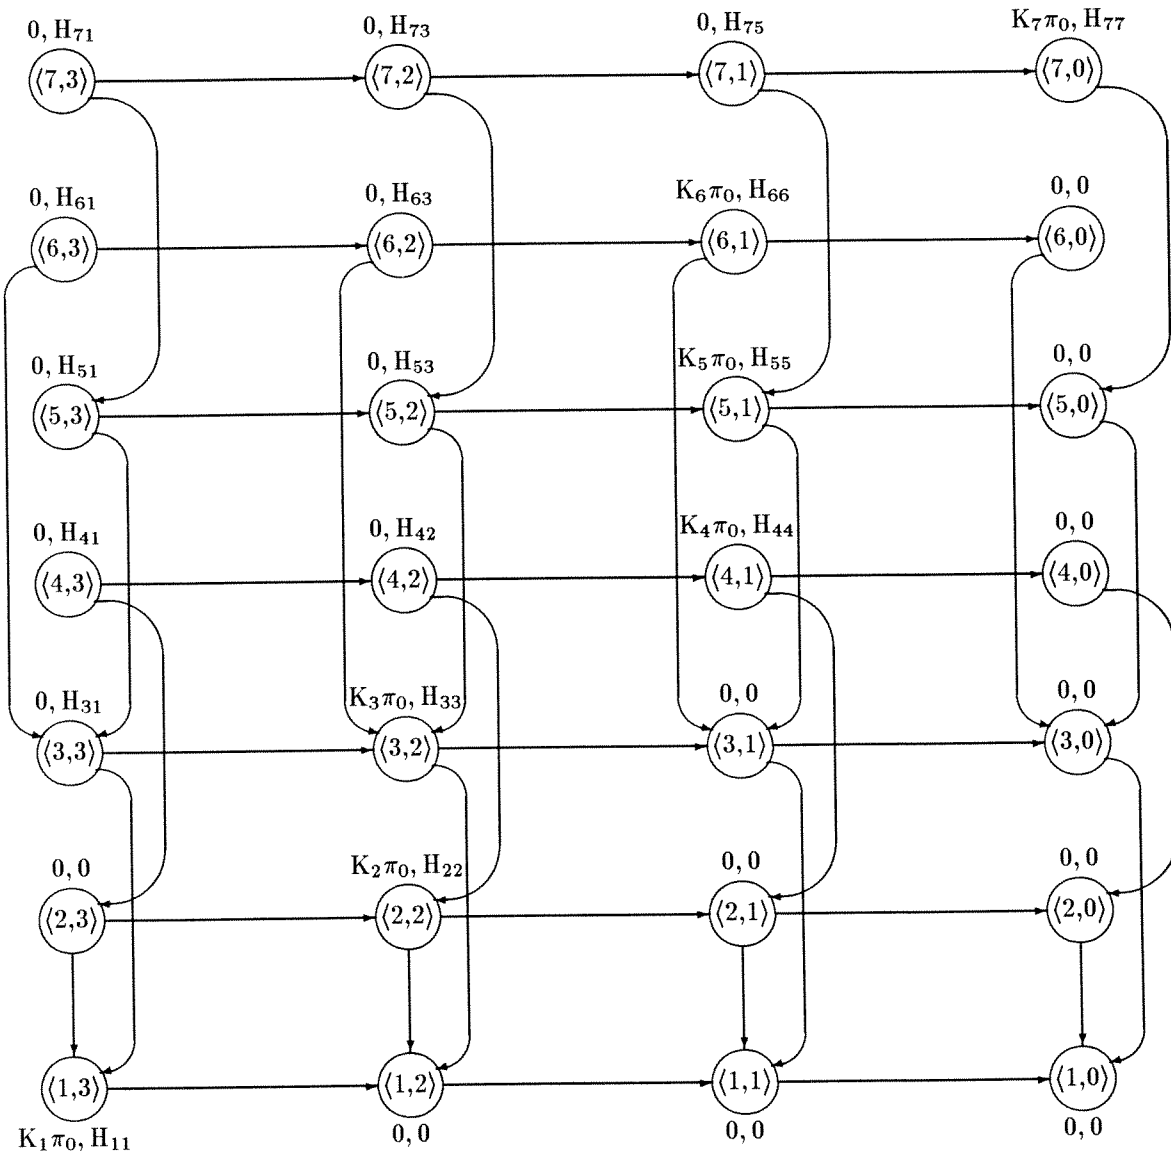 0, H₇₁ 0, H₇₃ 0, H₇₅ K₇π₀, H₇₇
⟨7,3⟩ ⟨7,2⟩ ⟨7,1⟩ ⟨7,0⟩
0, H₆₁ 0, H₆₃ K₆π₀, H₆₆ 0, 0
⟨6,3⟩ ⟨6,2⟩ ⟨6,1⟩ ⟨6,0⟩
0, H₅₁ 0, H₅₃ K₅π₀, H₅₅ 0, 0
⟨5,3⟩ ⟨5,2⟩ ⟨5,1⟩ ⟨5,0⟩
0, H₄₁ 0, H₄₂ K₄π₀, H₄₄ 0, 0
⟨4,3⟩ ⟨4,2⟩ ⟨4,1⟩ ⟨4,0⟩
0, H₃₁ K₃π₀, H₃₃ 0, 0 0, 0
⟨3,3⟩ ⟨3,2⟩ ⟨3,1⟩ ⟨3,0⟩
0, 0 K₂π₀, H₂₂ 0, 0 0, 0
⟨2,3⟩ ⟨2,2⟩ ⟨2,1⟩ ⟨2,0⟩
⟨1,3⟩ ⟨1,2⟩ ⟨1,1⟩ ⟨1,0⟩
K₁π₀, H₁₁ 0, 0 0, 0 0, 0